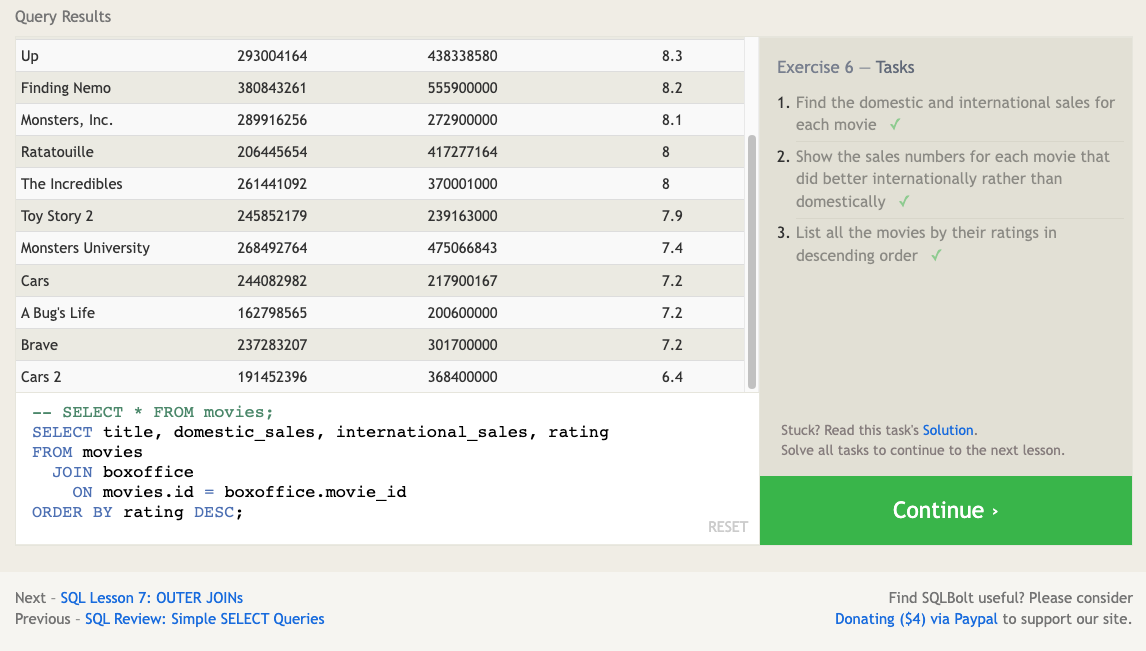 Query Results
Up 293004164 438338580 8.3
Finding Nemo 380843261 555900000 8.2
Monsters, Inc. 289916256 272900000 8.1
Ratatouille 206445654 417277164 8
The Incredibles 261441092 370001000 8
Toy Story 2 245852179 239163000 7.9
Monsters University 268492764 475066843 7.4
Cars 244082982 217900167 7.2
A Bug's Life 162798565 200600000 7.2
Brave 237283207 301700000 7.2
Cars 2 191452396 368400000 6.4
-- SELECT * FROM movies;
SELECT title, domestic_sales, international_sales, rating
FROM movies
  JOIN boxoffice
    ON movies.id = boxoffice.movie_id
ORDER BY rating DESC;
RESET
Exercise 6 — Tasks
1. Find the domestic and international sales for
each movie ✓
2. Show the sales numbers for each movie that
did better internationally rather than
domestically ✓
3. List all the movies by their ratings in
descending order ✓
Stuck? Read this task's Solution.
Solve all tasks to continue to the next lesson.
Continue ›
Next - SQL Lesson 7: OUTER JOINs
Previous - SQL Review: Simple SELECT Queries
Find SQLBolt useful? Please consider
Donating ($4) via Paypal to support our site.